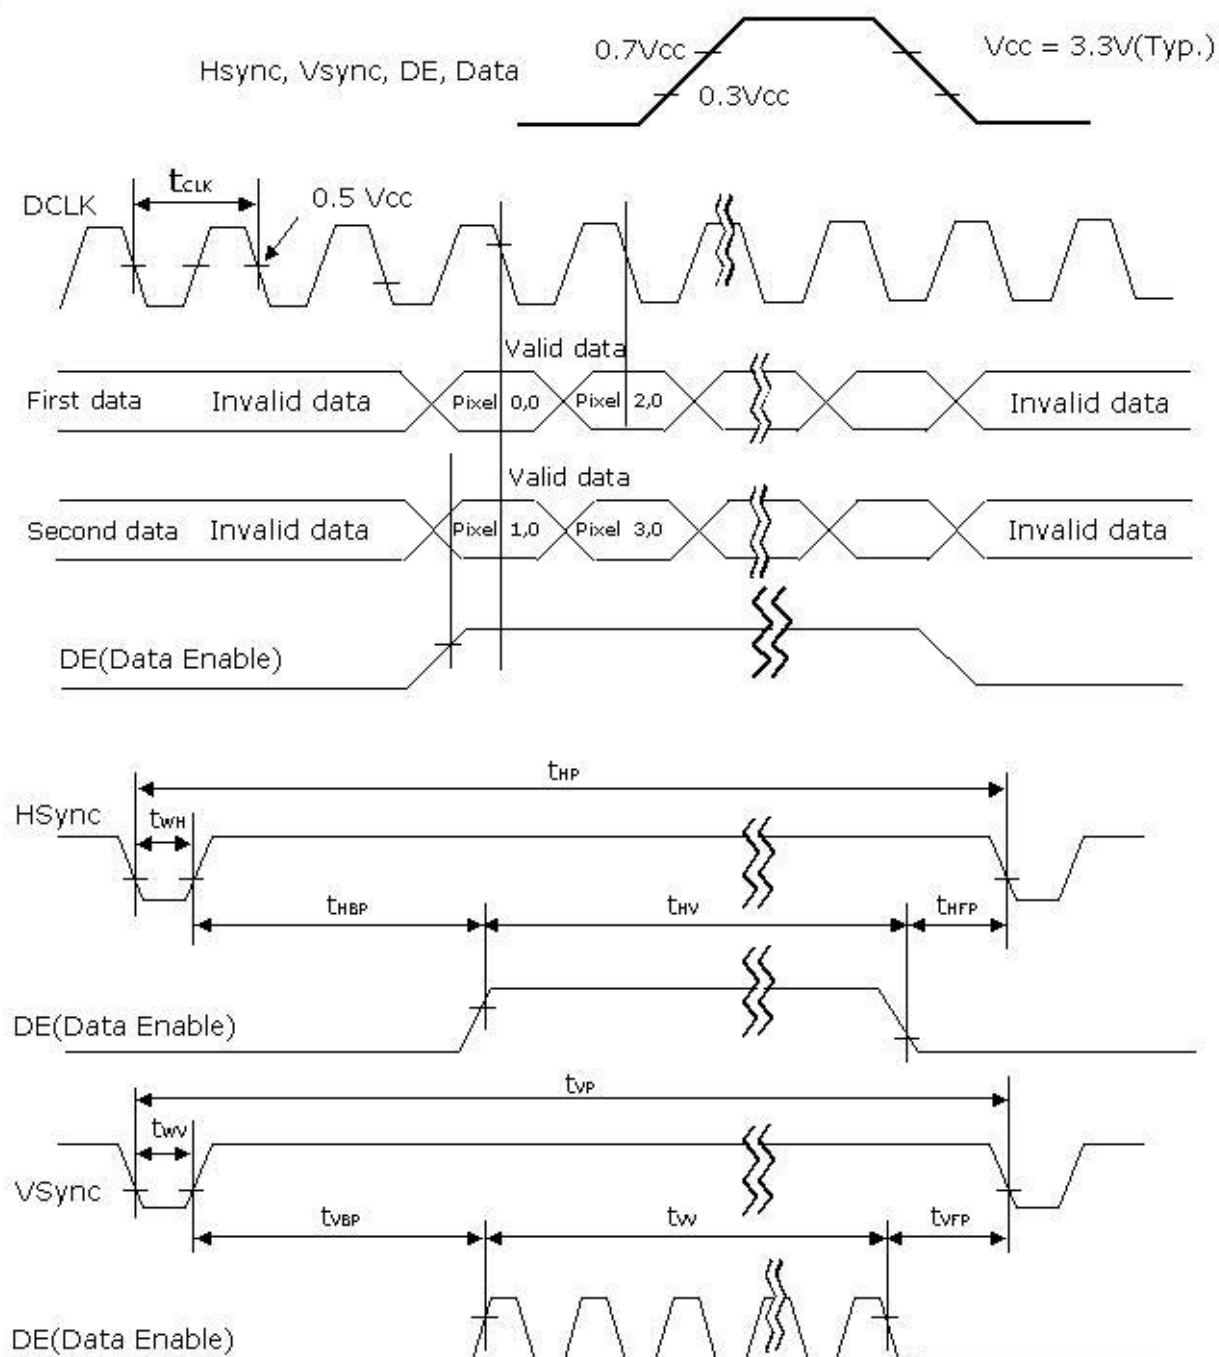 Hsync, Vsync, DE, Data
0.7Vcc
0.3Vcc
Vcc = 3.3V(Typ.)
tCLK
DCLK
0.5 Vcc
Valid data
First data
Invalid data
Pixel 0,0
Pixel 2,0
Invalid data
Valid data
Second data
Invalid data
Pixel 1,0
Pixel 3,0
Invalid data
DE(Data Enable)
tHP
HSync
tWH
tHBP
tHV
tHFP
DE(Data Enable)
tVP
tWV
VSync
tVBP
tVV
tVFP
DE(Data Enable)